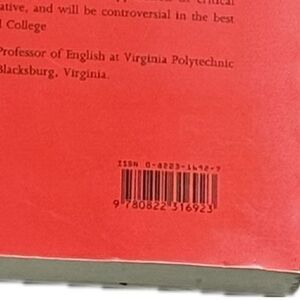 ative, and will be controversial in the best
l College
Professor of English at Virginia Polytechnic
Blacksburg, Virginia.
ISBN 0-8223-1692-7
9 780822 316923